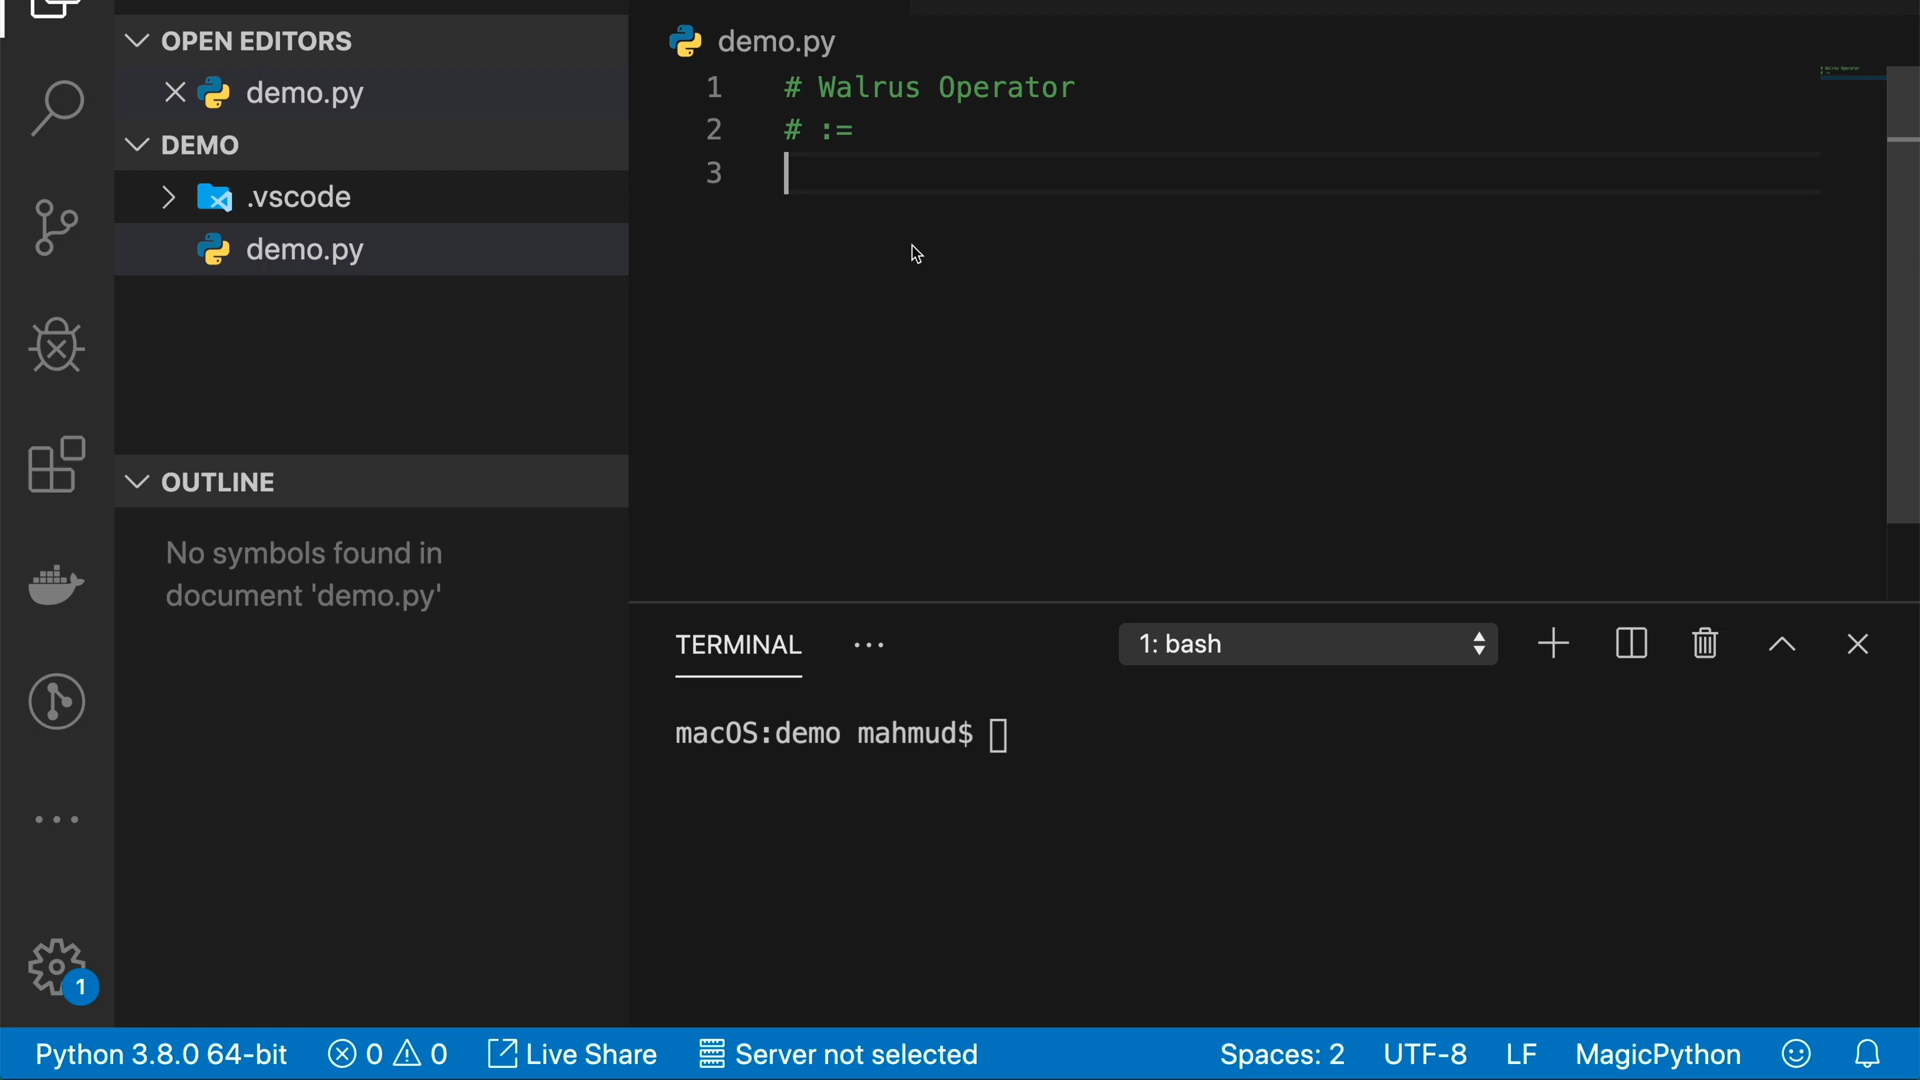 OPEN EDITORS
demo.py
DEMO
.vscode
demo.py
OUTLINE
No symbols found in
document 'demo.py'
demo.py
1 # Walrus Operator
2 # :=
3
TERMINAL ...
1: bash
macOS:demo mahmud$
1
Python 3.8.0 64-bit 0 0 Live Share Server not selected Spaces: 2 UTF-8 LF MagicPython